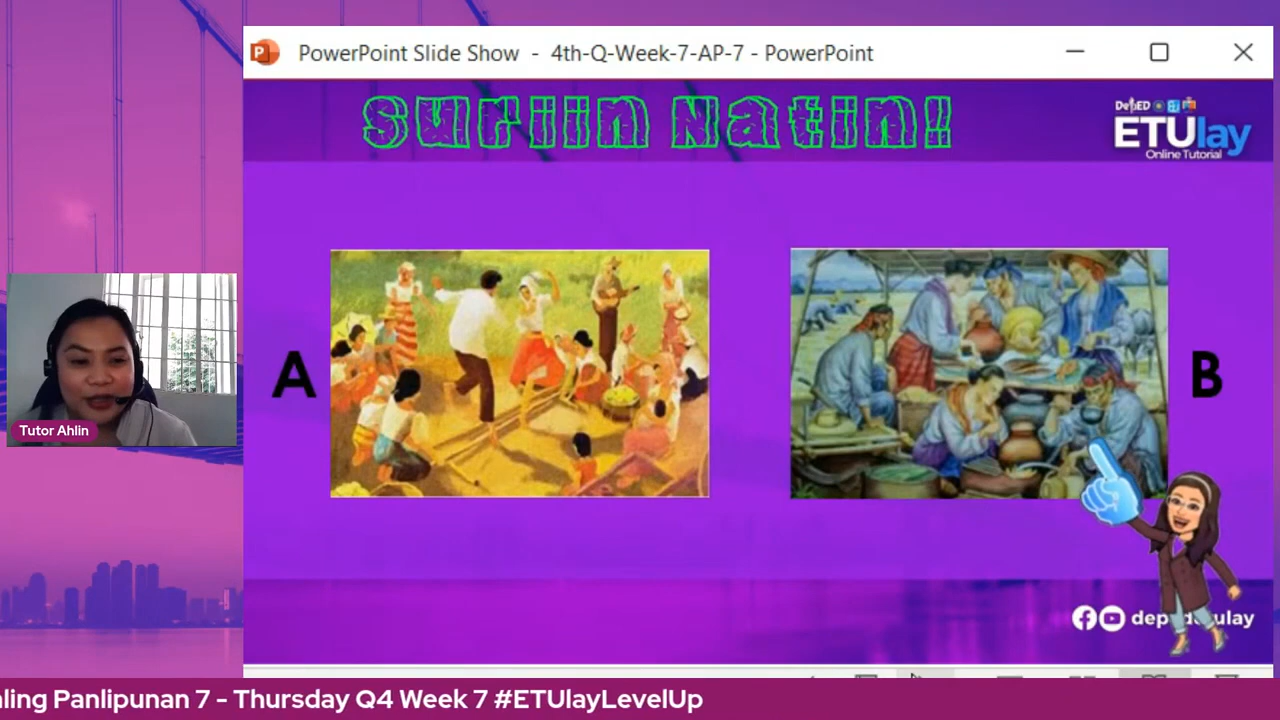 PowerPoint Slide Show - 4th-Q-Week-7-AP-7 - PowerPoint
Suriin Natin!
DepED
ETUlay
Online Tutorial
A
B
Tutor Ahlin
ling Panlipunan 7 - Thursday Q4 Week 7 #ETUlayLevelUp